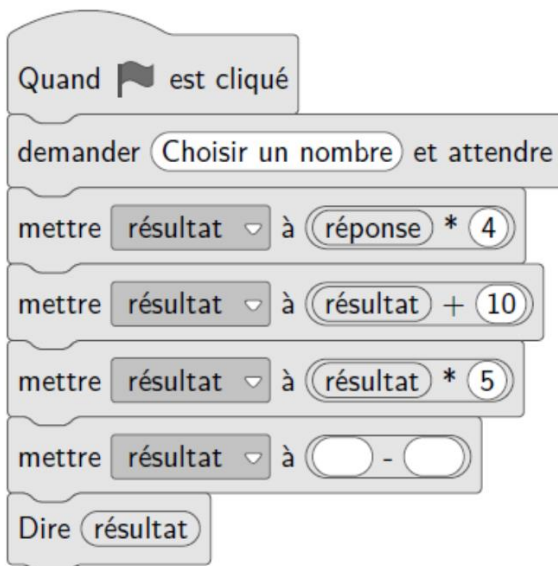 Quand est cliqué
demander Choisir un nombre et attendre
mettre résultat à réponse * 4
mettre résultat à résultat + 10
mettre résultat à résultat * 5
mettre résultat à -
Dire résultat